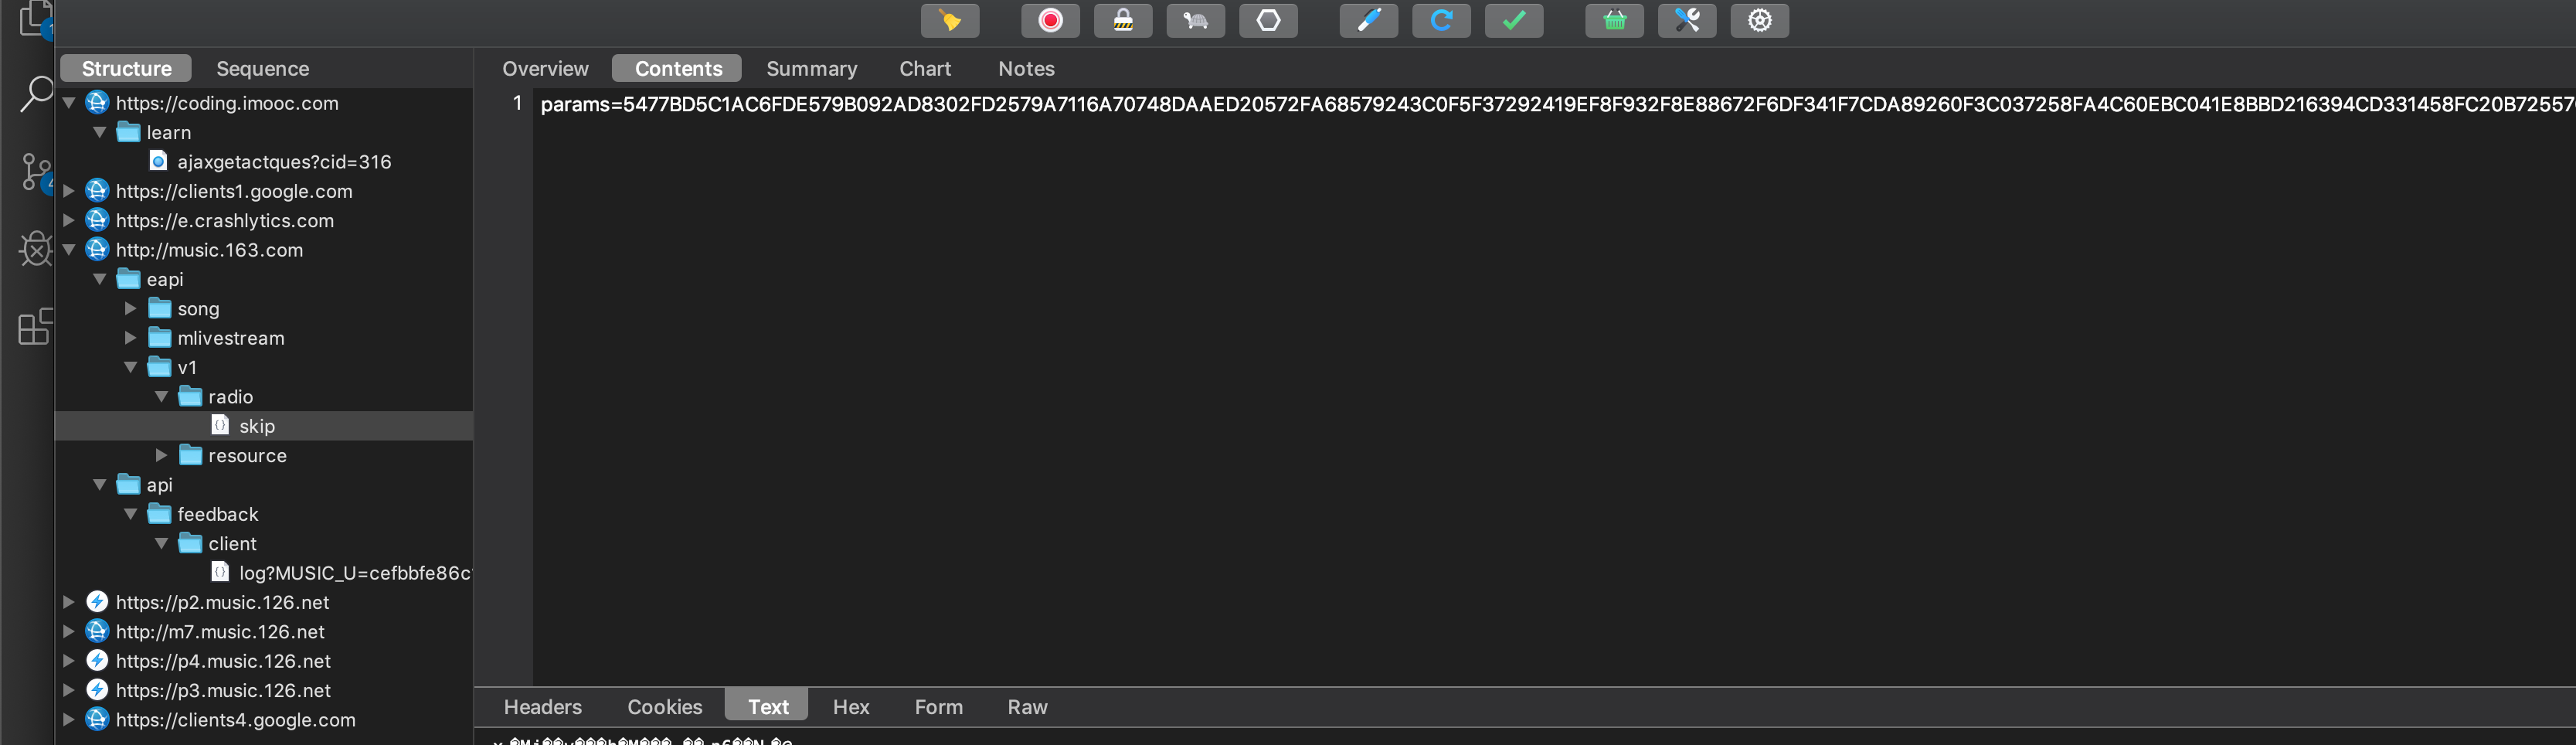 Structure Sequence
https://coding.imooc.com
learn
ajaxgetactques?cid=316
https://clients1.google.com
https://e.crashlytics.com
http://music.163.com
eapi
song
mlivestream
v1
radio
skip
resource
api
feedback
client
log?MUSIC_U=cefbbfe86c
https://p2.music.126.net
http://m7.music.126.net
https://p4.music.126.net
https://p3.music.126.net
https://clients4.google.com
Overview Contents Summary Chart Notes
1 params=5477BD5C1AC6FDE579B092AD8302FD2579A7116A70748DAAED20572FA68579243C0F5F37292419EF8F932F8E88672F6DF341F7CDA89260F3C037258FA4C60EBC041E8BBD216394CD331458FC20B72557
Headers Cookies Text Hex Form Raw